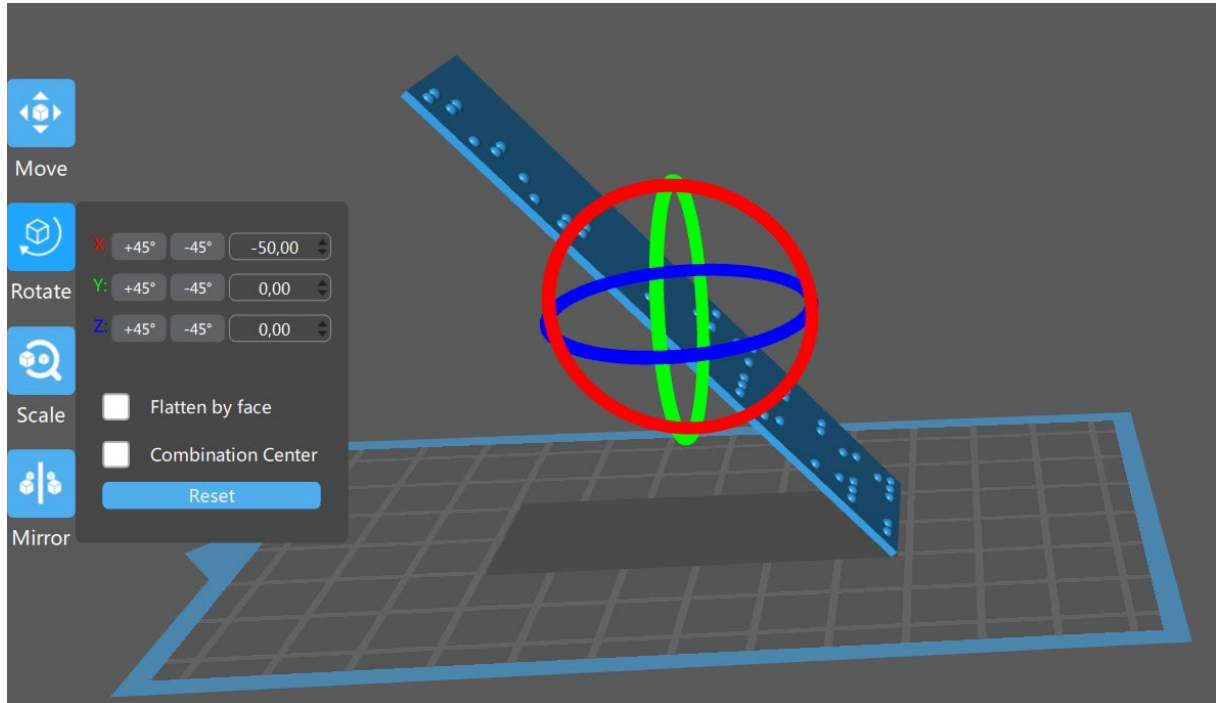 Move
Rotate
X: +45° -45° -50,00
Y: +45° -45° 0,00
Z: +45° -45° 0,00
Scale
Flatten by face
Combination Center
Reset
Mirror